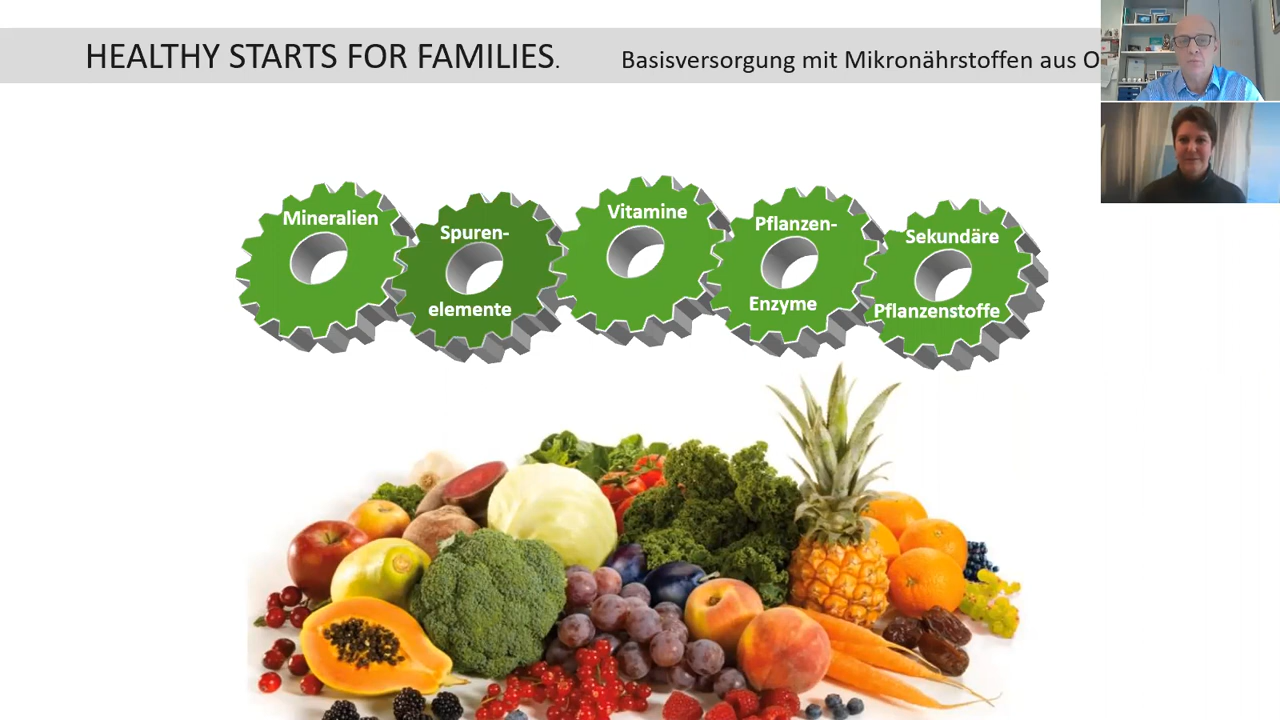 HEALTHY STARTS FOR FAMILIES. Basisversorgung mit Mikronährstoffen aus
Mineralien
Spuren-
elemente
Vitamine
Pflanzen-
Enzyme
Sekundäre
Pflanzenstoffe